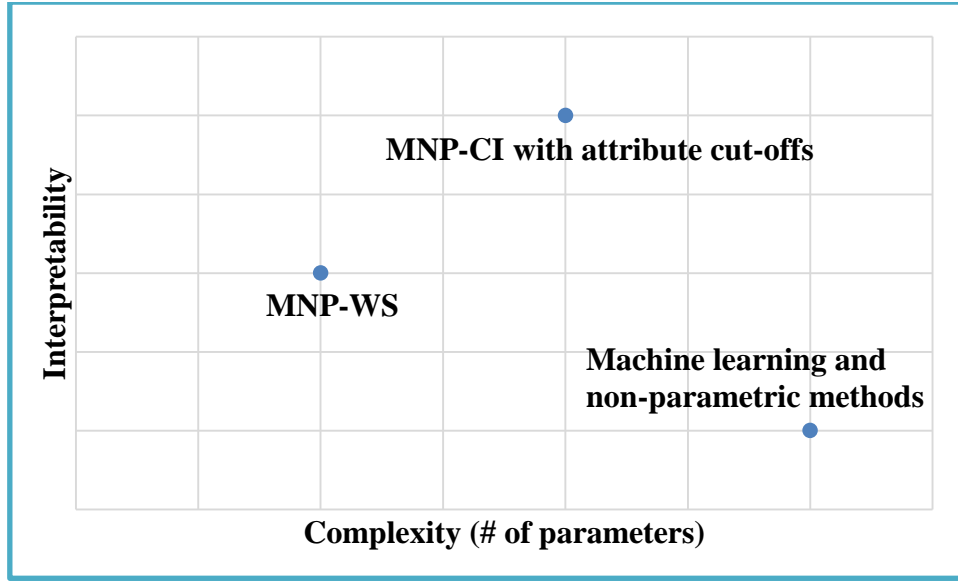 Interpretability
MNP-CI with attribute cut-offs
MNP-WS
Machine learning and
non-parametric methods
Complexity (# of parameters)